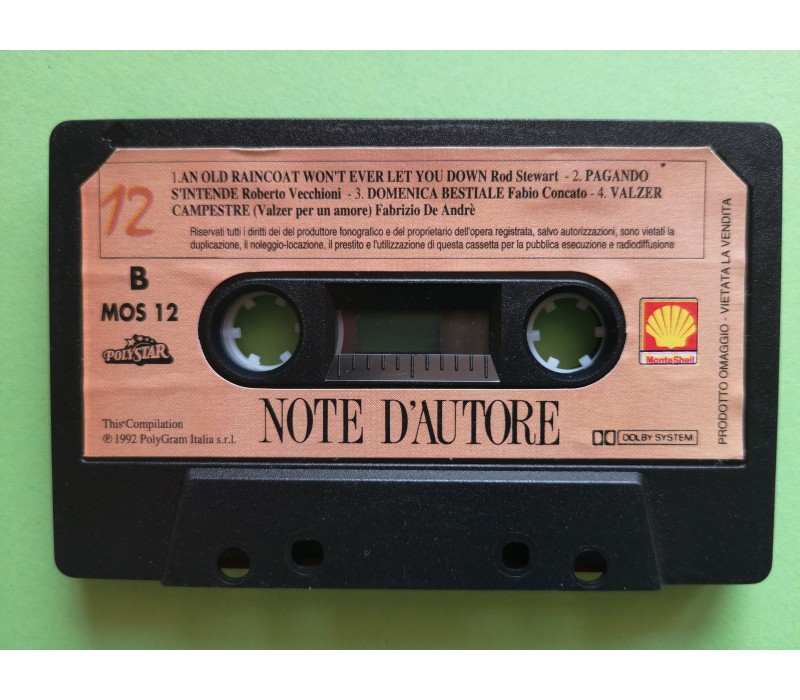 12
1.AN OLD RAINCOAT WON'T EVER LET YOU DOWN Rod Stewart - 2. PAGANDO
S'INTENDE Roberto Vecchioni - 3. DOMENICA BESTIALE Fabio Concato - 4. VALZER
CAMPESTRE (Valzer per un amore) Fabrizio De Andrè
Riservati tutti i diritti dei del produttore fonografico e del proprietario dell'opera registrata, salvo autorizzazioni, sono vietati la
duplicazione, il noleggio-locazione, il prestito e l'utilizzazione di questa cassetta per la pubblica esecuzione e radiodiffusione
B
MOS 12
POLYSTAR
MonteShell
PRODOTTO OMAGGIO - VIETATA LA VENDITA
This Compilation
℗ 1992 PolyGram Italia s.r.l.
NOTE D'AUTORE
DOLBY SYSTEM